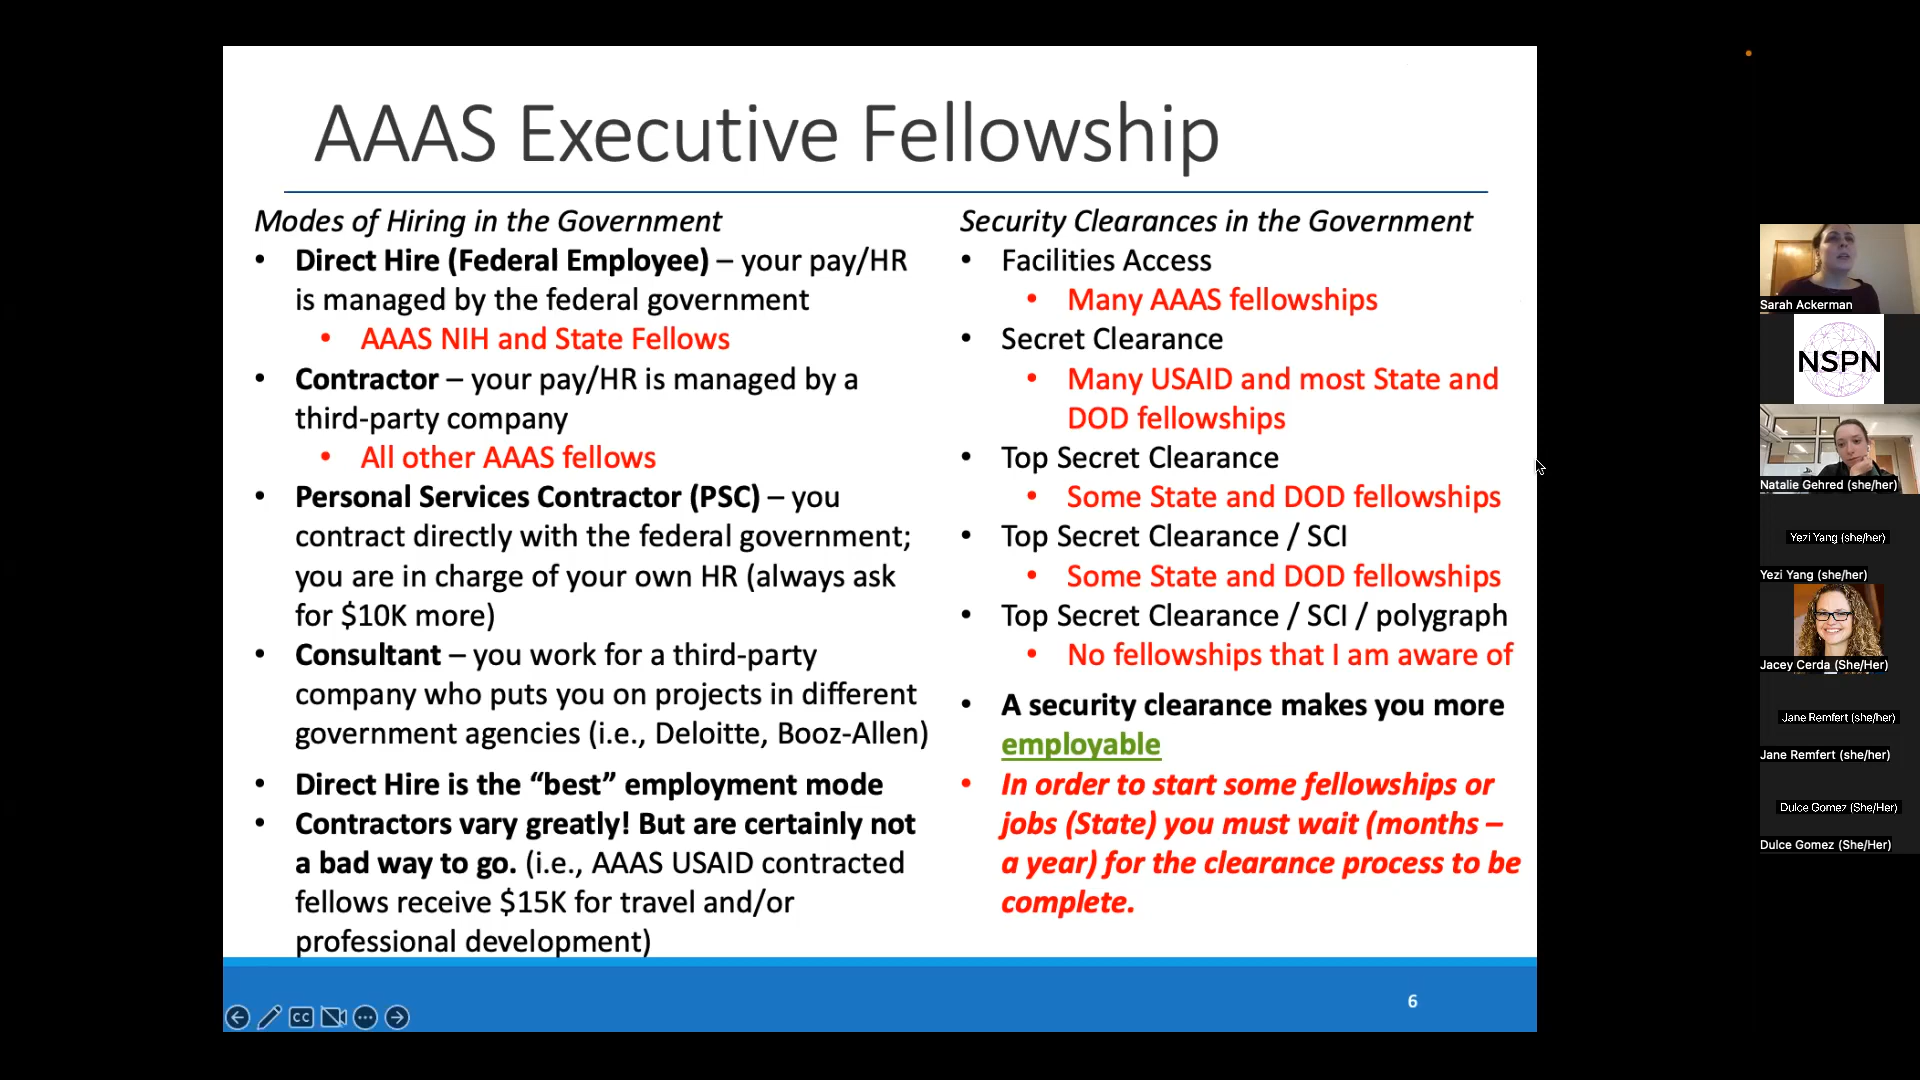 AAAS Executive Fellowship
Modes of Hiring in the Government
• Direct Hire (Federal Employee) – your pay/HR
is managed by the federal government
• AAAS NIH and State Fellows
• Contractor – your pay/HR is managed by a
third-party company
• All other AAAS fellows
• Personal Services Contractor (PSC) – you
contract directly with the federal government;
you are in charge of your own HR (always ask
for $10K more)
• Consultant – you work for a third-party
company who puts you on projects in different
government agencies (i.e., Deloitte, Booz-Allen)
• Direct Hire is the “best” employment mode
• Contractors vary greatly! But are certainly not
a bad way to go. (i.e., AAAS USAID contracted
fellows receive $15K for travel and/or
professional development)
Security Clearances in the Government
• Facilities Access
• Many AAAS fellowships
• Secret Clearance
• Many USAID and most State and
DOD fellowships
• Top Secret Clearance
• Some State and DOD fellowships
• Top Secret Clearance / SCI
• Some State and DOD fellowships
• Top Secret Clearance / SCI / polygraph
• No fellowships that I am aware of
• A security clearance makes you more
employable
• In order to start some fellowships or
jobs (State) you must wait (months –
a year) for the clearance process to be
complete.
6
CC
Sarah Ackerman
NSPN
Natalie Gehred (she/her)
Yezi Yang (she/her)
Yezi Yang (she/her)
Jacey Cerda (She/Her)
Jane Remfert (she/her)
Jane Remfert (she/her)
Dulce Gomez (She/Her)
Dulce Gomez (She/Her)